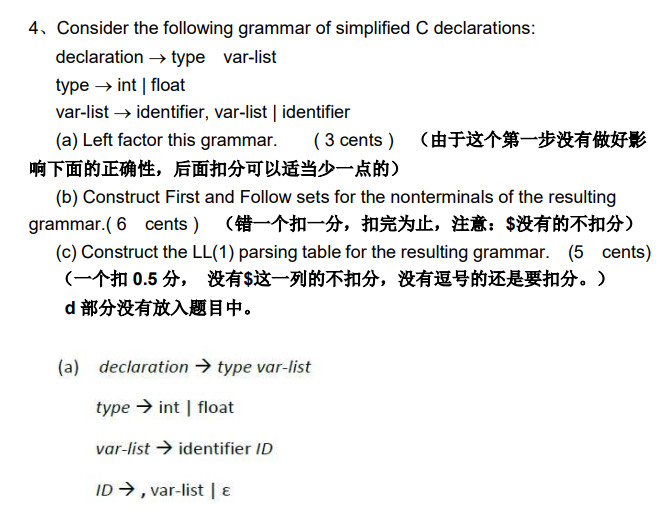 4、Consider the following grammar of simplified C declarations:
declaration → type var-list
type → int | float
var-list → identifier, var-list | identifier
(a) Left factor this grammar. ( 3 cents ) （由于这个第一步没有做好影
响下面的正确性，后面扣分可以适当少一点的）
(b) Construct First and Follow sets for the nonterminals of the resulting
grammar.( 6 cents ) （错一个扣一分，扣完为止，注意：$没有的不扣分）
(c) Construct the LL(1) parsing table for the resulting grammar. (5 cents)
（一个扣 0.5 分， 没有$这一列的不扣分，没有逗号的还是要扣分。）
d 部分没有放入题目中。
(a) declaration → type var-list
type → int | float
var-list → identifier ID
ID → , var-list | ε